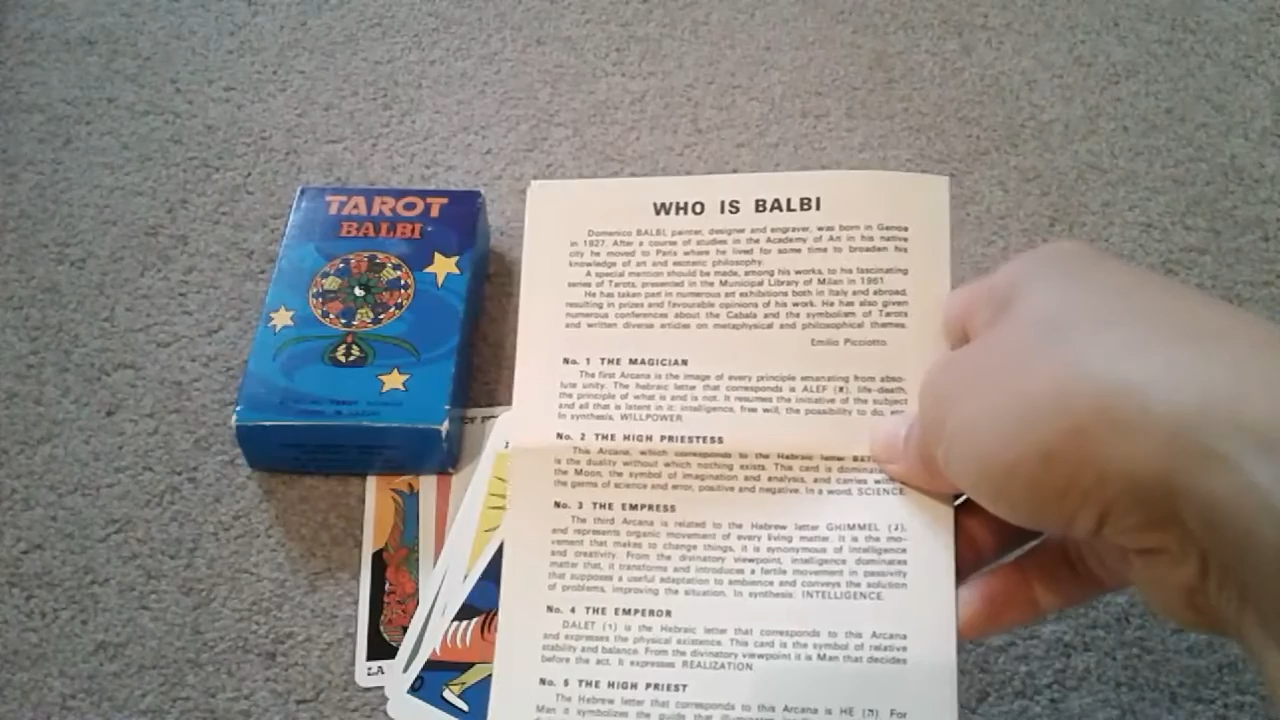 TAROT
BALBI
WHO IS BALBI
Domenico BALBI, painter, designer and engraver, was born in Genoa
in 1927. After a course of studies in the Academy of Art in his native
city he moved to Paris where he lived for some time to broaden his
knowledge of art and esoteric philosophy.
A special mention should be made, among his works, to his fascinating
series of Tarots, presented in the Municipal Library of Milan in 1961.
He has taken part in numerous art exhibitions both in Italy and abroad,
resulting in prizes and favourable opinions of his work. He has also given
numerous conferences about the Cabala and the symbolism of Tarots
and written diverse articles on metaphysical and philosophical themes.
Emilio Picciotto.
No. 1 THE MAGICIAN
The first Arcana is the image of every principle emanating from abso-
lute unity. The hebraic letter that corresponds is ALEF (א), life-death,
the principle of what is and is not. It resumes the initiative of the subject
and all that is latent in it: intelligence, free will, the possibility to do, etc.
In synthesis, WILLPOWER.
No. 2 THE HIGH PRIESTESS
This Arcana, which corresponds to the Hebraic letter BET
is the duality without which nothing exists. This card is dominat
the Moon, the symbol of imagination and analysis, and carries wit
the germs of science and error, positive and negative. In a word, SCIENCE.
No. 3 THE EMPRESS
The third Arcana is related to the Hebrew letter GHIMMEL (ג),
and represents organic movement of every living matter. It is the mo-
vement that makes to change things, it is synonymous of intelligence
and creativity. From the divinatory viewpoint, intelligence dominates
matter that, it transforms and introduces a fertile movement in passivity
that supposes a useful adaptation to ambience and conveys the solution
of problems, improving the situation. In synthesis: INTELLIGENCE.
No. 4 THE EMPEROR
DALET (ד) is the Hebraic letter that corresponds to this Arcana
and expresses the physical existence. This card is the symbol of relative
stability and balance. From the divinatory viewpoint it is Man that decides
before the act. It expresses REALIZATION.
No. 5 THE HIGH PRIEST
The Hebrew letter that corresponds to this Arcana is HE (ה). For
Man it symbolizes the guide that
LA